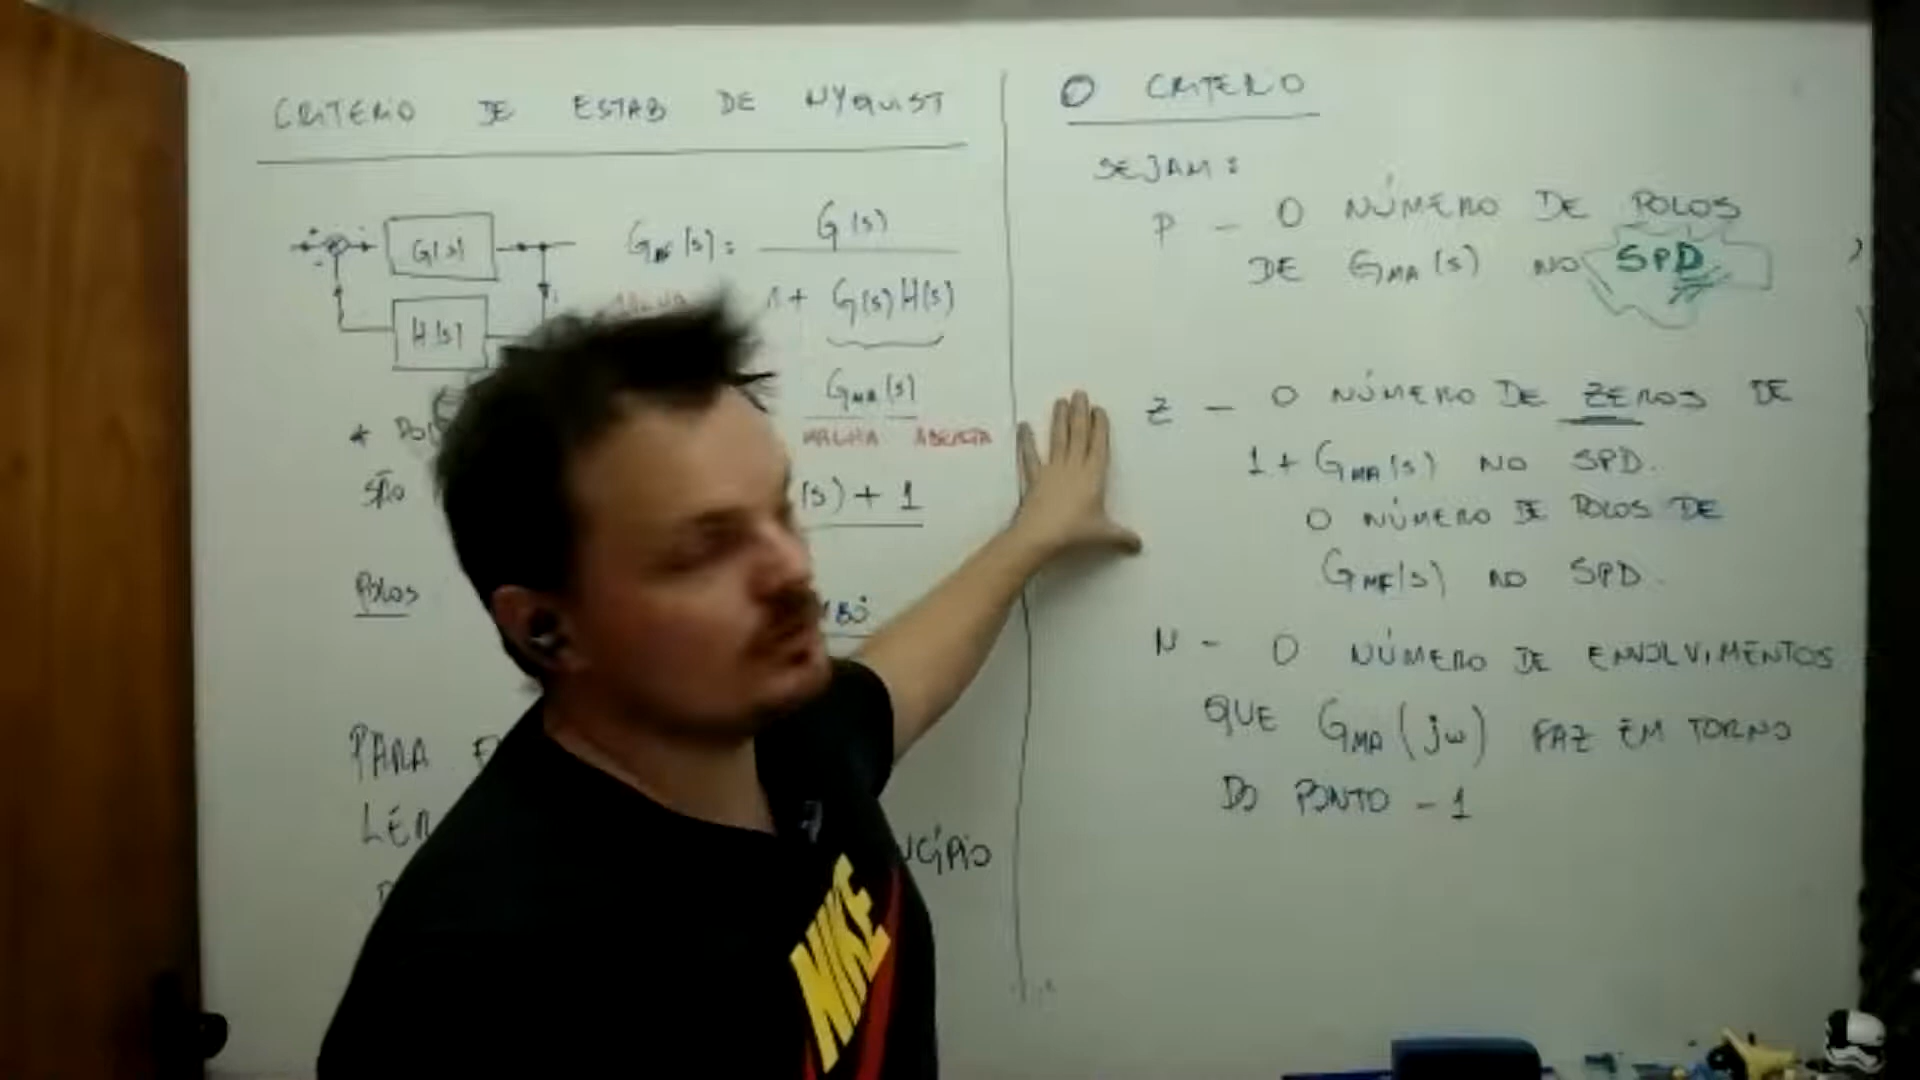 CRITERIO DE ESTAB DE NYQUIST
G(s)
H(s)
GMF(s) = G(s)
1 + G(s)H(s)
GMA(s)
MALHA ABERTA
SÃO (s) + 1
POLOS
PARA
O CRITERIO
SEJAM:
P - O NÚMERO DE POLOS
DE GMA(s) NO SPD
Z - O NÚMERO DE ZEROS DE
1 + GMA(s) NO SPD.
O NÚMERO DE POLOS DE
GMF(s) NO SPD.
N - O NÚMERO DE ENVOLVIMENTOS
QUE GMA(jω) FAZ EM TORNO
DO PONTO -1
NIKE